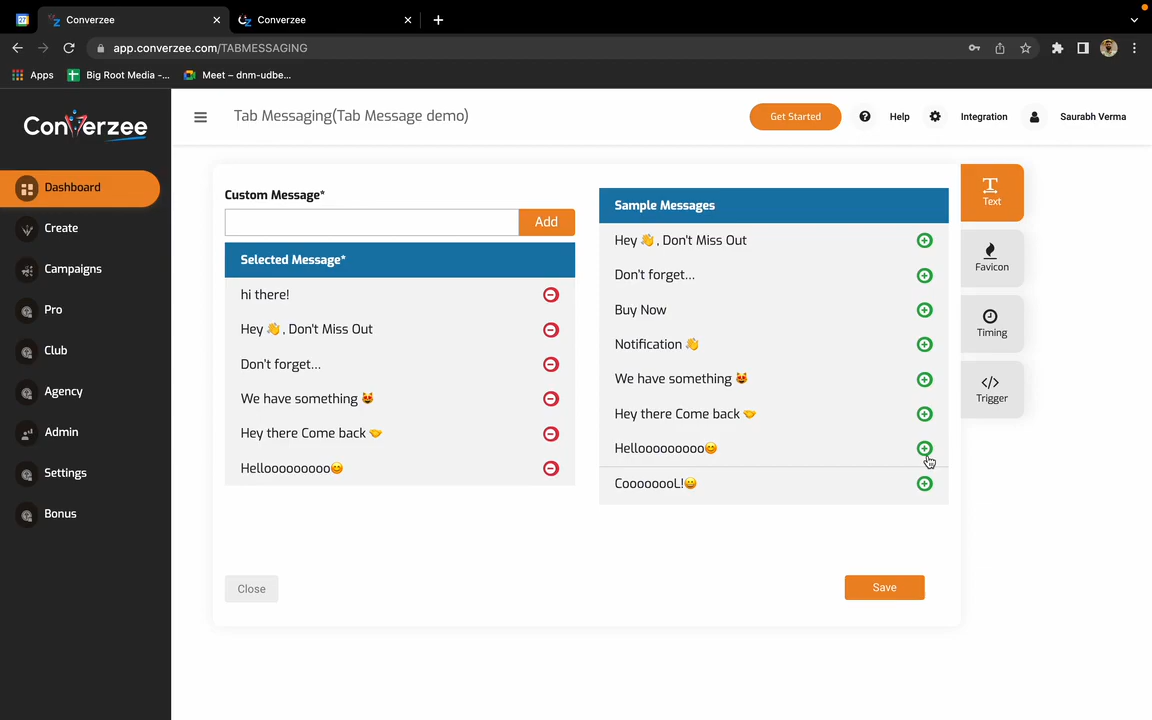 27
Converzee
Converzee
app.converzee.com/TABMESSAGING
Apps
Big Root Media -...
Meet – dnm-udbe...
Converzee
Tab Messaging(Tab Message demo)
Get Started
Help
Integration
Saurabh Verma
Dashboard
Create
Campaigns
Pro
Club
Agency
Admin
Settings
Bonus
Custom Message*
Add
Selected Message*
hi there!
Hey 👋 , Don't Miss Out
Don't forget...
We have something 😻
Hey there Come back 🤝
Hellooooooooo😊
Close
Sample Messages
Hey 👋 , Don't Miss Out
Don't forget...
Buy Now
Notification 👋
We have something 😻
Hey there Come back 🤝
Hellooooooooo😊
CoooooooL!😀
Save
Text
Favicon
Timing
Trigger